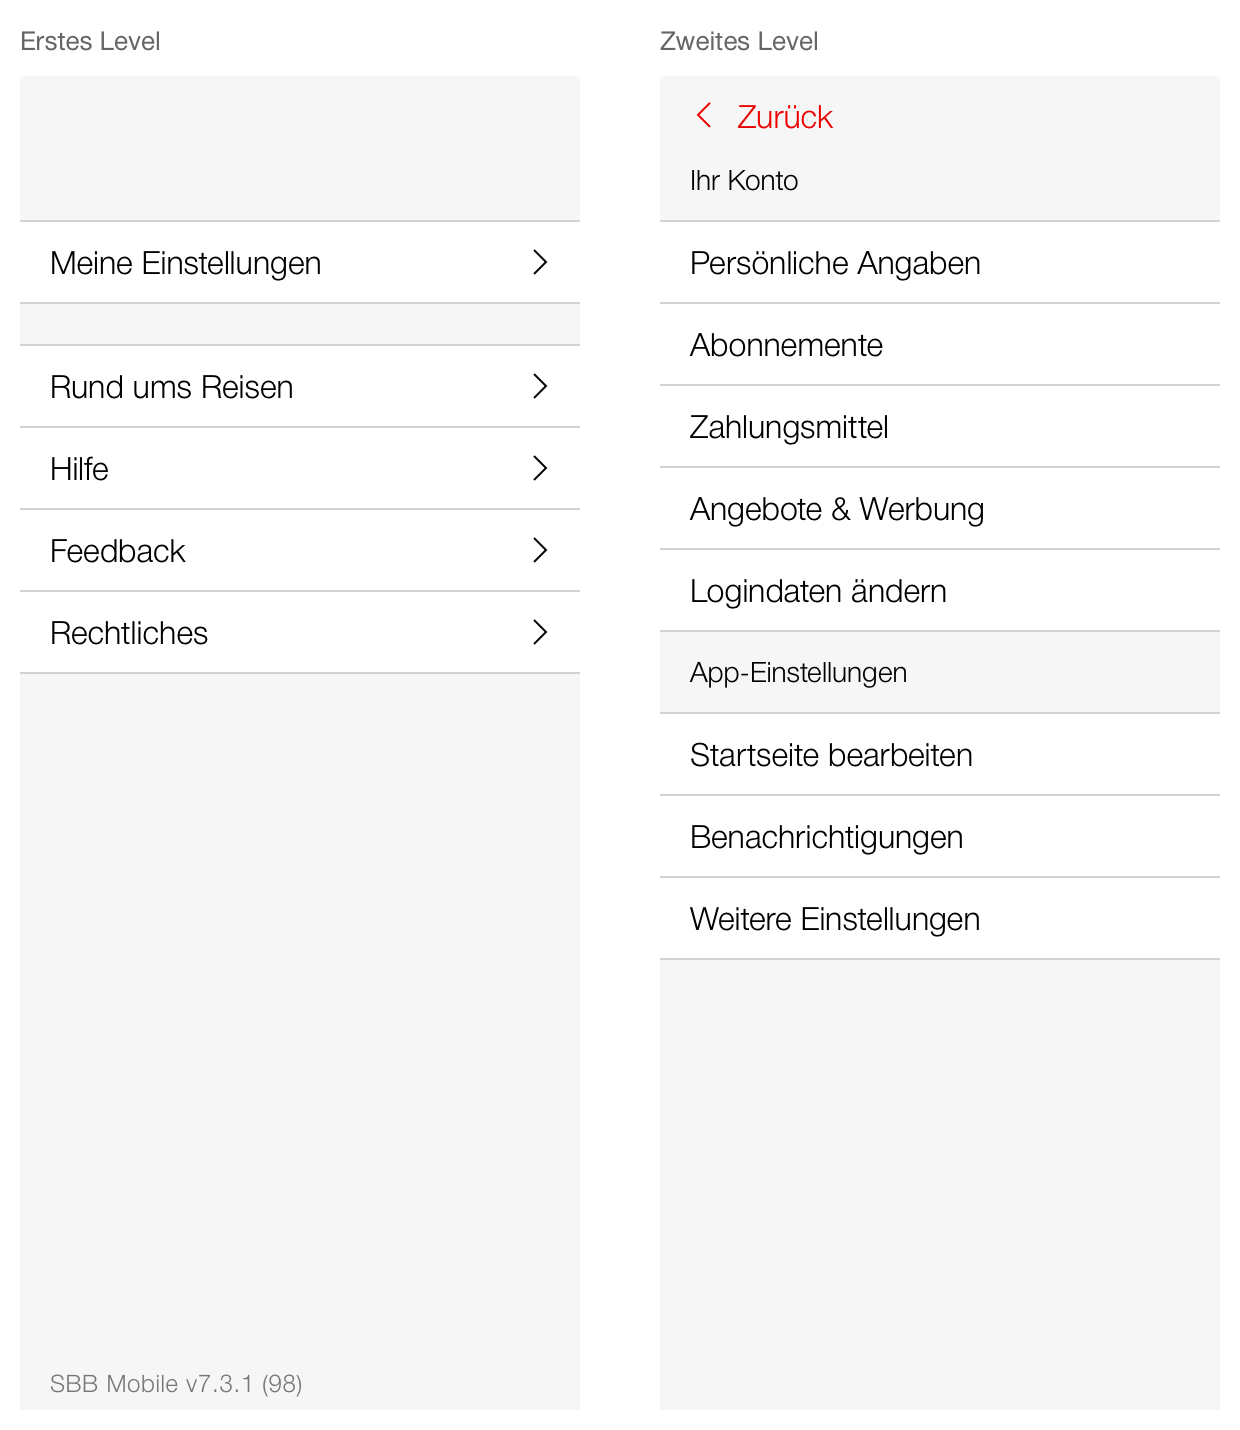 Erstes Level
Meine Einstellungen
Rund ums Reisen
Hilfe
Feedback
Rechtliches
SBB Mobile v7.3.1 (98)
Zweites Level
Zurück
Ihr Konto
Persönliche Angaben
Abonnemente
Zahlungsmittel
Angebote & Werbung
Logindaten ändern
App-Einstellungen
Startseite bearbeiten
Benachrichtigungen
Weitere Einstellungen